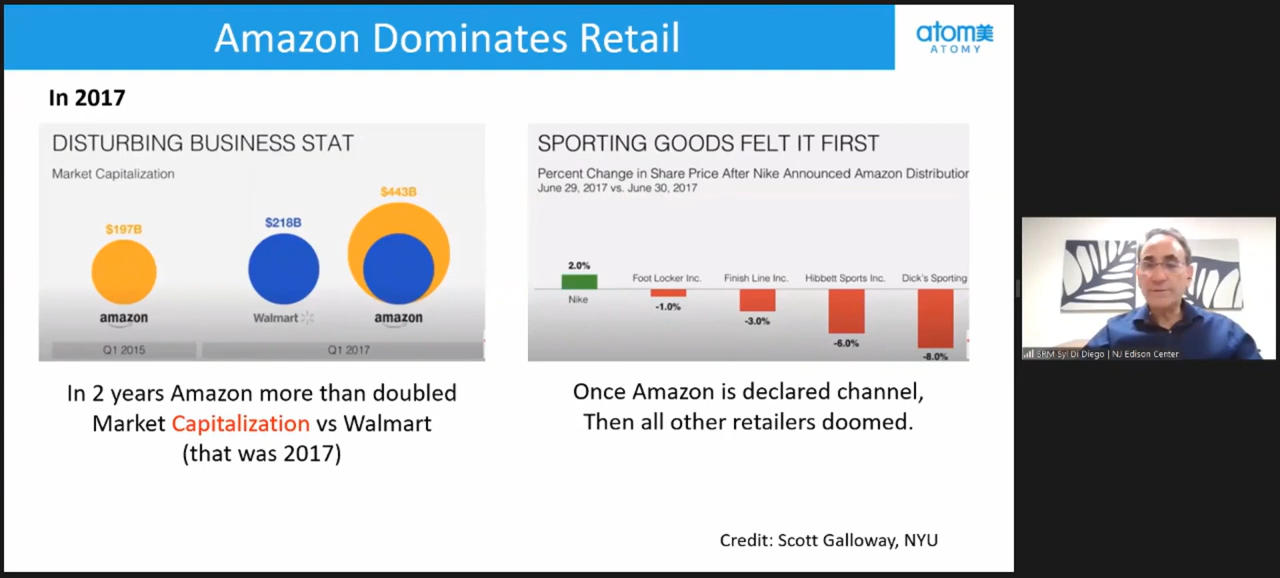 Amazon Dominates Retail
atom美
ATOMY
In 2017
DISTURBING BUSINESS STAT
Market Capitalization
$443B
$197B
$218B
amazon
Walmart
amazon
Q1 2015
Q1 2017
In 2 years Amazon more than doubled
Market Capitalization vs Walmart
(that was 2017)
SPORTING GOODS FELT IT FIRST
Percent Change in Share Price After Nike Announced Amazon Distribution
June 29, 2017 vs. June 30, 2017
2.0%
Nike
Foot Locker Inc.
Finish Line Inc.
Hibbett Sports Inc.
Dick's Sporting
-1.0%
-3.0%
-6.0%
-8.0%
Once Amazon is declared channel,
Then all other retailers doomed.
Credit: Scott Galloway, NYU
SRM Syl Di Diego | NJ Edison Center